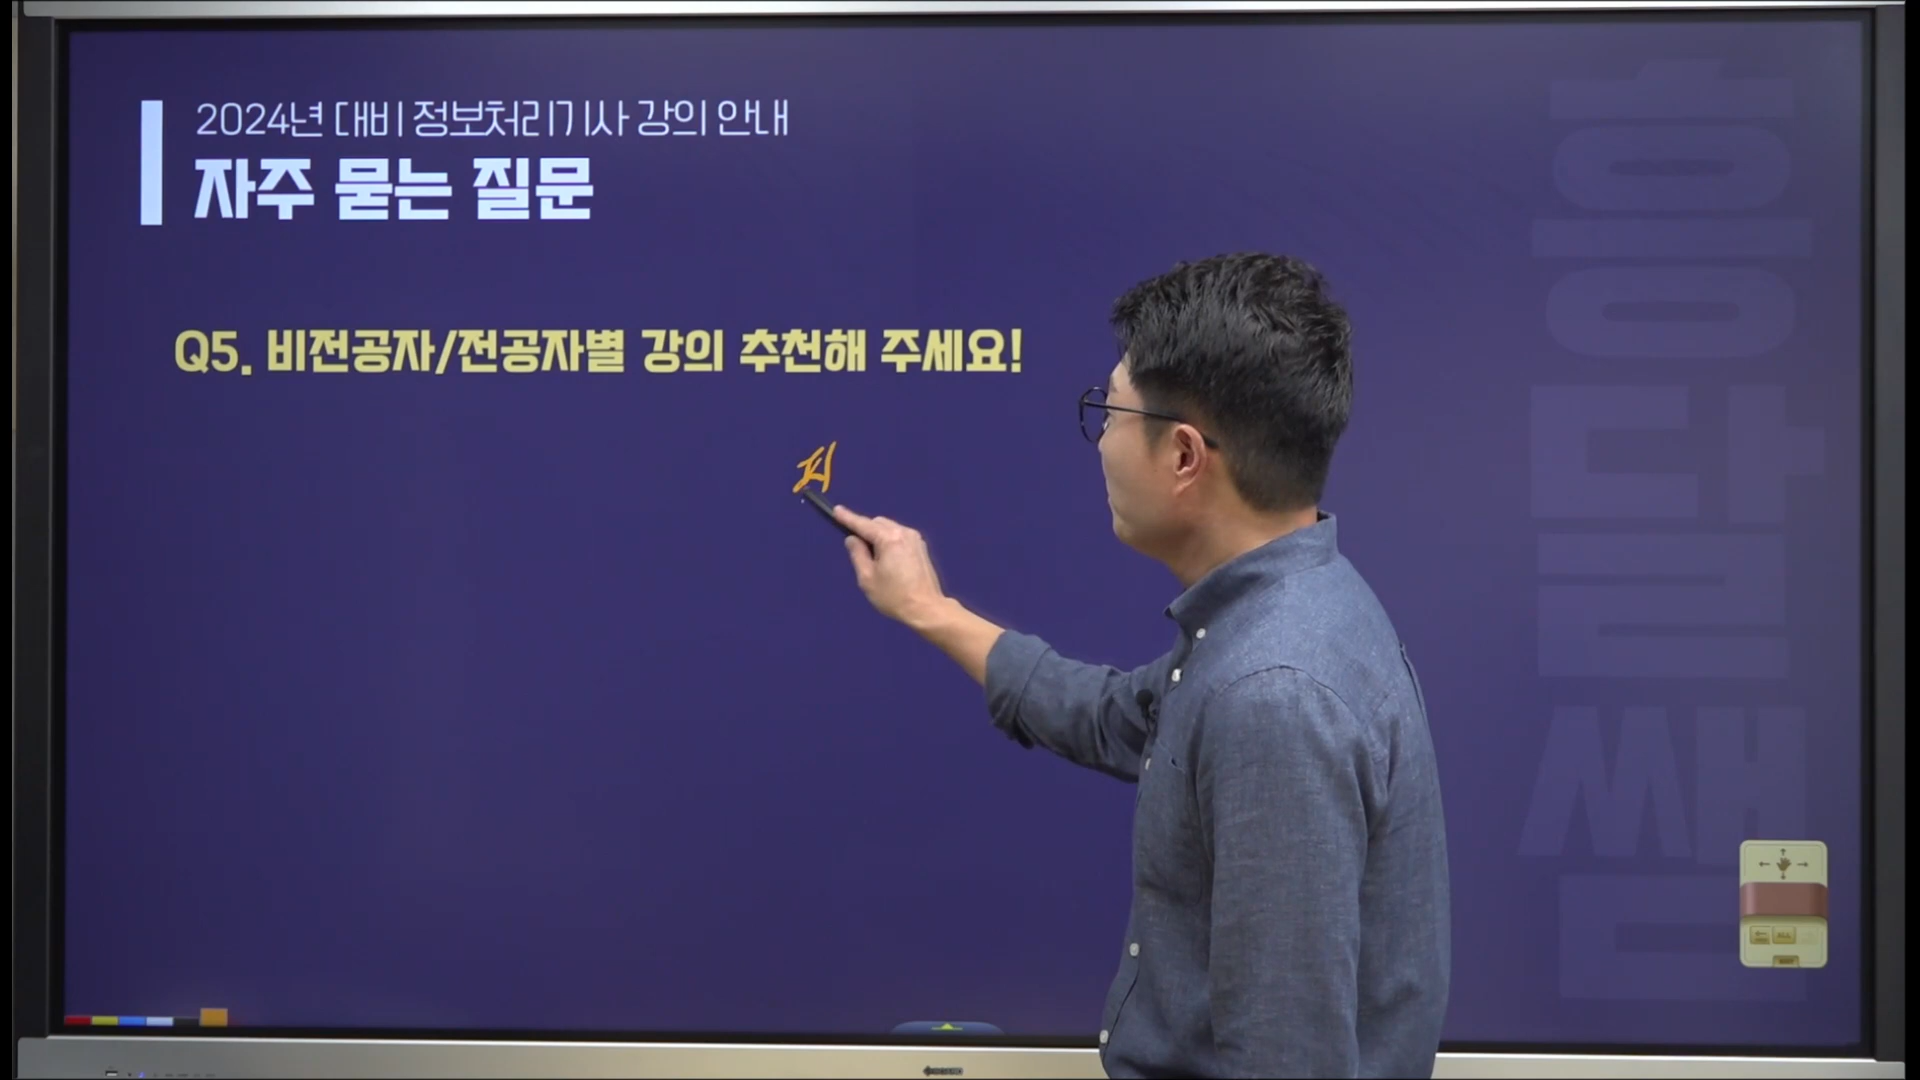 2024년 대비 정보처리기사 강의 안내
자주 묻는 질문
Q5. 비전공자/전공자별 강의 추천해 주세요!